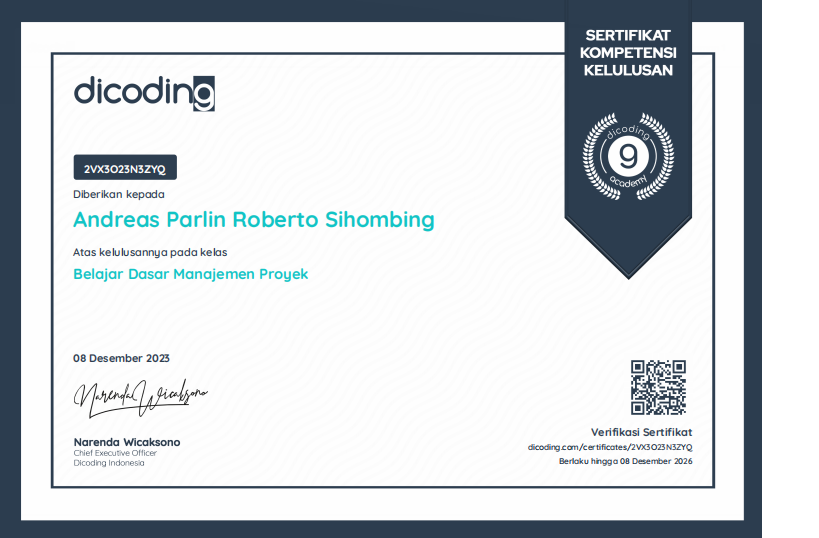 SERTIFIKAT
KOMPETENSI
KELULUSAN
dicoding
dicoding
academy
2VX3O23N3ZYQ
Diberikan kepada
Andreas Parlin Roberto Sihombing
Atas kelulusannya pada kelas
Belajar Dasar Manajemen Proyek
08 Desember 2023
Narenda Wicaksono
Narenda Wicaksono
Chief Executive Officer
Dicoding Indonesia
Verifikasi Sertifikat
dicoding.com/certificates/2VX3O23N3ZYQ
Berlaku hingga 08 Desember 2026